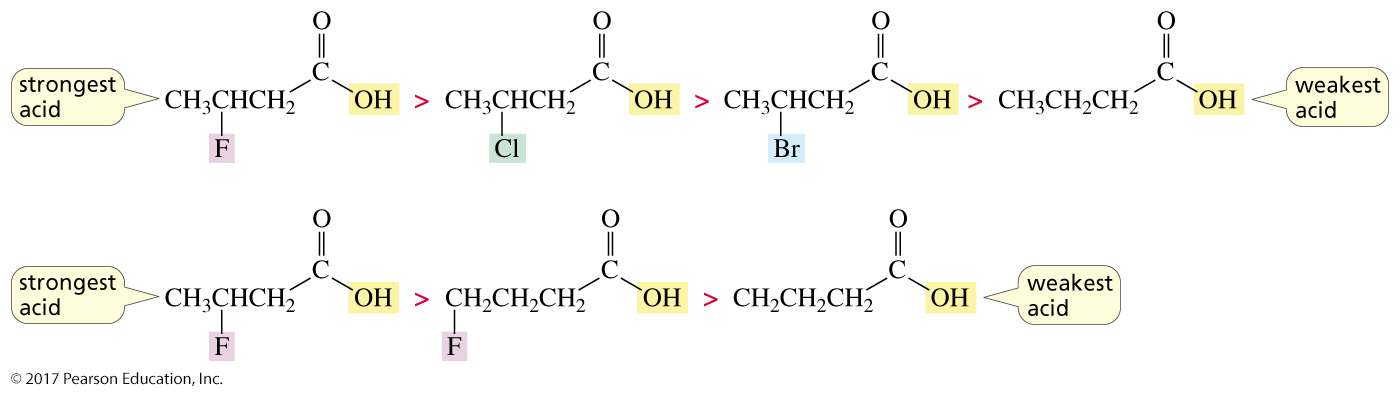 O O O O
strongest acid CH₃CHCH₂ C OH > CH₃CHCH₂ C OH > CH₃CHCH₂ C OH > CH₃CH₂CH₂ C OH weakest acid
F Cl Br
O O O
strongest acid CH₃CHCH₂ C OH > CH₂CH₂CH₂ C OH > CH₂CH₂CH₂ C OH weakest acid
F F
© 2017 Pearson Education, Inc.